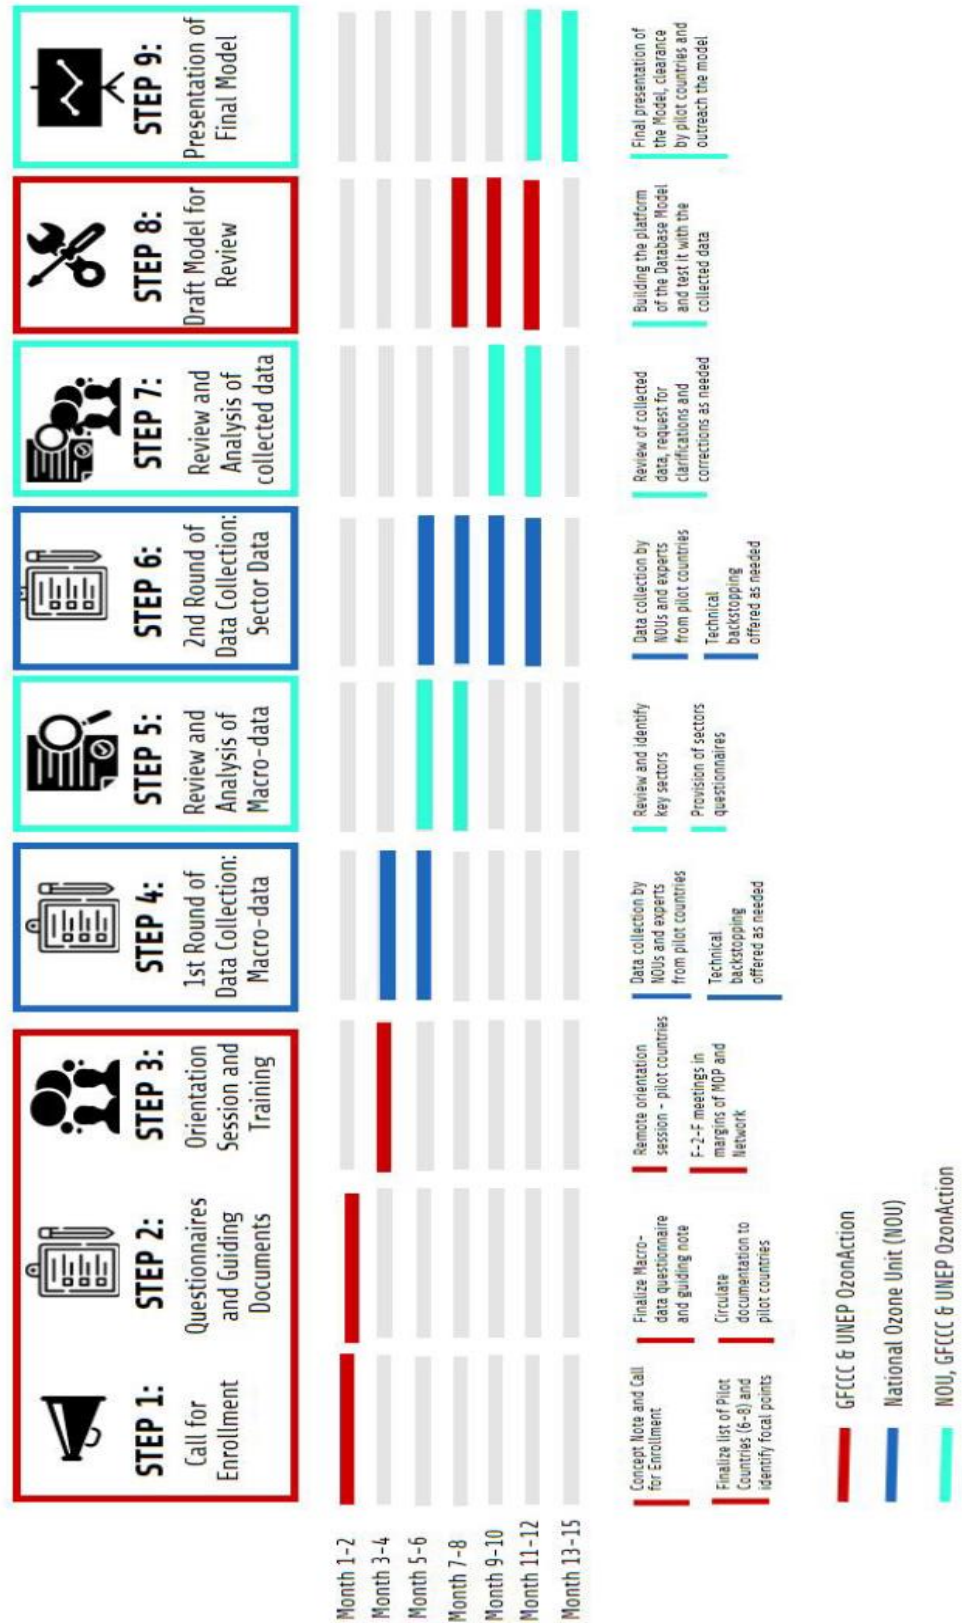 STEP 1:
Call for
Enrollment
STEP 2:
Questionnaires
and Guiding
Documents
STEP 3:
Orientation
Session and
Training
STEP 4:
1st Round of
Data Collection:
Macro-data
STEP 5:
Review and
Analysis of
Macro-data
STEP 6:
2nd Round of
Data Collection:
Sector Data
STEP 7:
Review and
Analysis of
collected data
STEP 8:
Draft Model for
Review
STEP 9:
Presentation of
Final Model
Month 1-2
Month 3-4
Month 5-6
Month 7-8
Month 9-10
Month 11-12
Month 13-15
Concept Note and Call
for Enrollment
Finalize list of Pilot
Countries (6-8) and
identify focal points
Finalize Macro-
data questionnaire
and guiding note
Circulate
documentation to
pilot countries
Remote orientation
session - pilot countries
F-2-F meetings in
margins of MOP and
Network
Data collection by
NOUs and experts
from pilot countries
Technical
backstopping
offered as needed
Review and identify
key sectors
Provision of sectors
questionnaires
Data collection by
NOUs and experts
from pilot countries
Technical
backstopping
offered as needed
Review of collected
data, request for
clarifications and
corrections as needed
Building the platform
of the Database Model
and test it with the
collected data
Final presentation of
the Model, clearance
by pilot countries and
outreach the model
GFCCC & UNEP OzonAction
National Ozone Unit (NOU)
NOU, GFCCC & UNEP OzonAction